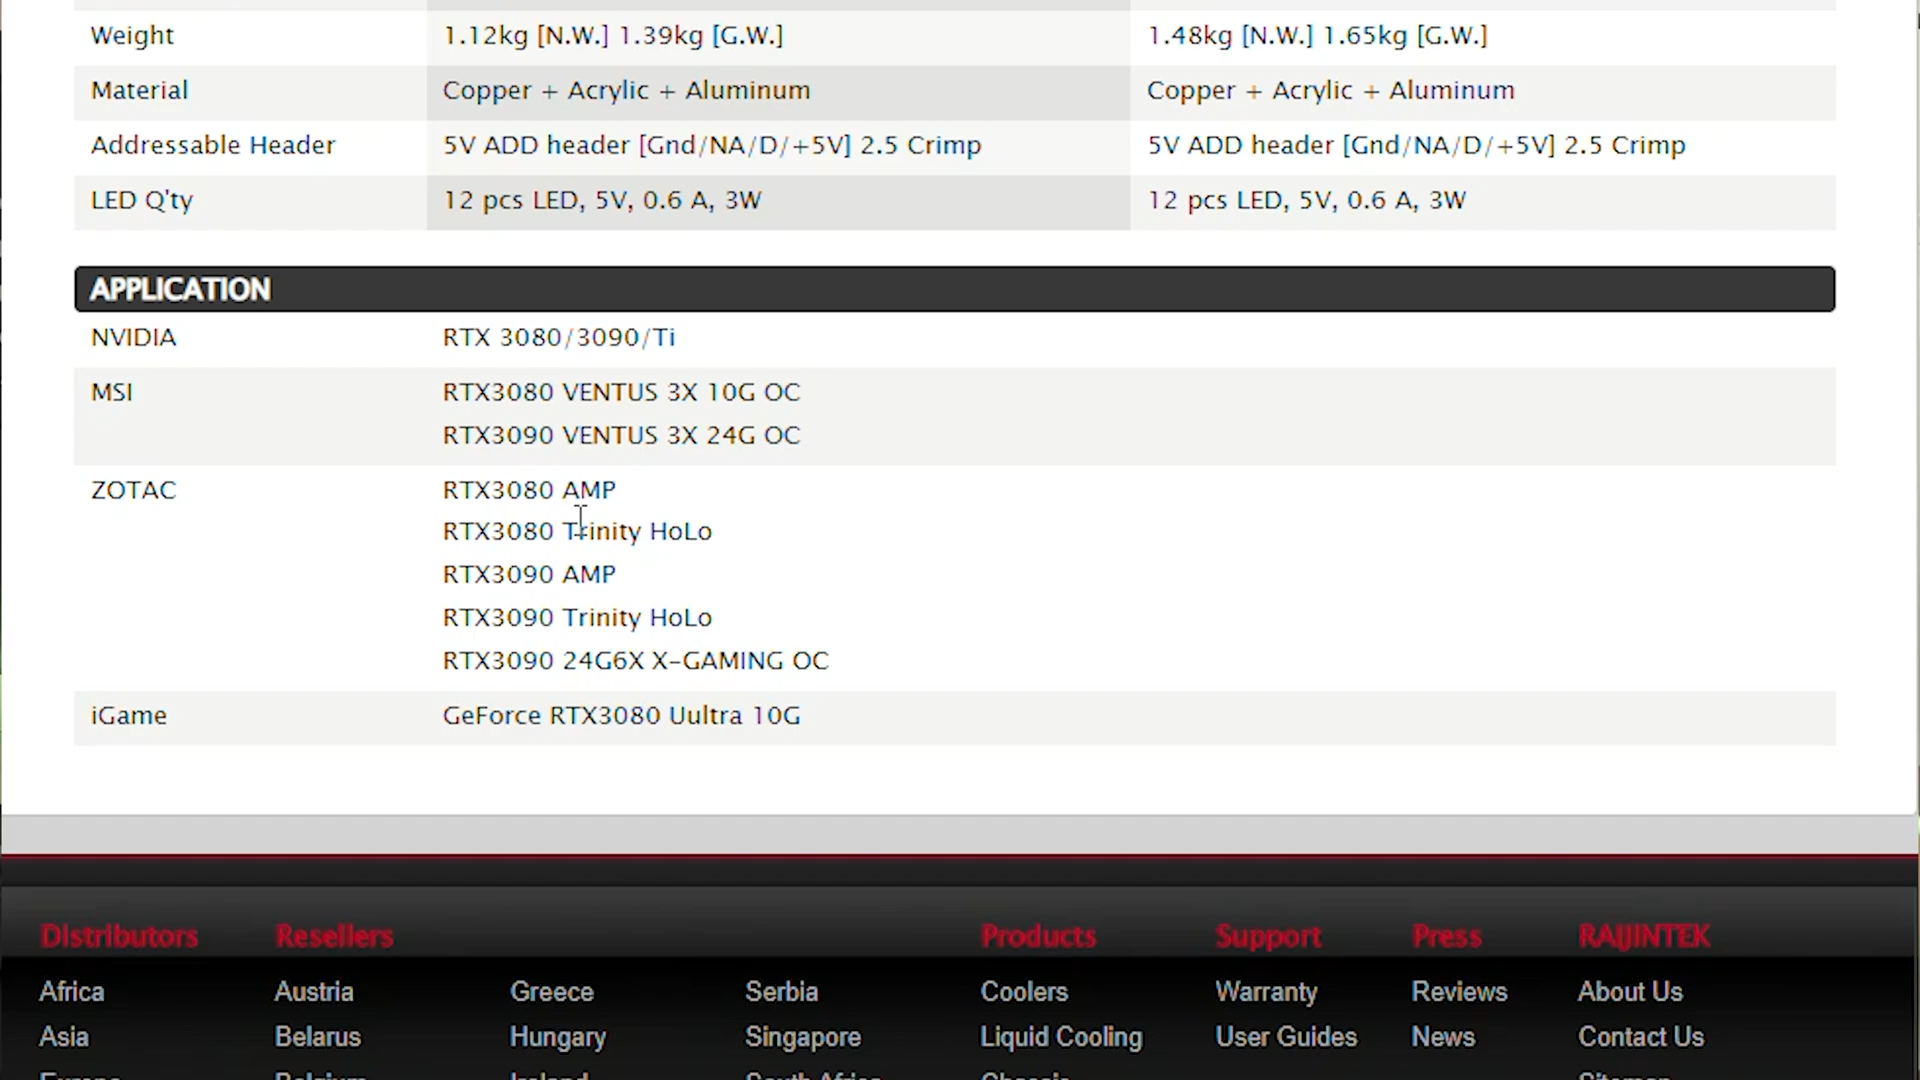 Weight 1.12kg [N.W.] 1.39kg [G.W.] 1.48kg [N.W.] 1.65kg [G.W.]
Material Copper + Acrylic + Aluminum Copper + Acrylic + Aluminum
Addressable Header 5V ADD header [Gnd/NA/D/+5V] 2.5 Crimp 5V ADD header [Gnd/NA/D/+5V] 2.5 Crimp
LED Q'ty 12 pcs LED, 5V, 0.6 A, 3W 12 pcs LED, 5V, 0.6 A, 3W
APPLICATION
NVIDIA RTX 3080/3090/Ti
MSI RTX3080 VENTUS 3X 10G OC
RTX3090 VENTUS 3X 24G OC
ZOTAC RTX3080 AMP
RTX3080 Trinity HoLo
RTX3090 AMP
RTX3090 Trinity HoLo
RTX3090 24G6X X-GAMING OC
iGame GeForce RTX3080 Uultra 10G
Distributors Resellers Products Support Press RAIJINTEK
Africa Austria Greece Serbia Coolers Warranty Reviews About Us
Asia Belarus Hungary Singapore Liquid Cooling User Guides News Contact Us